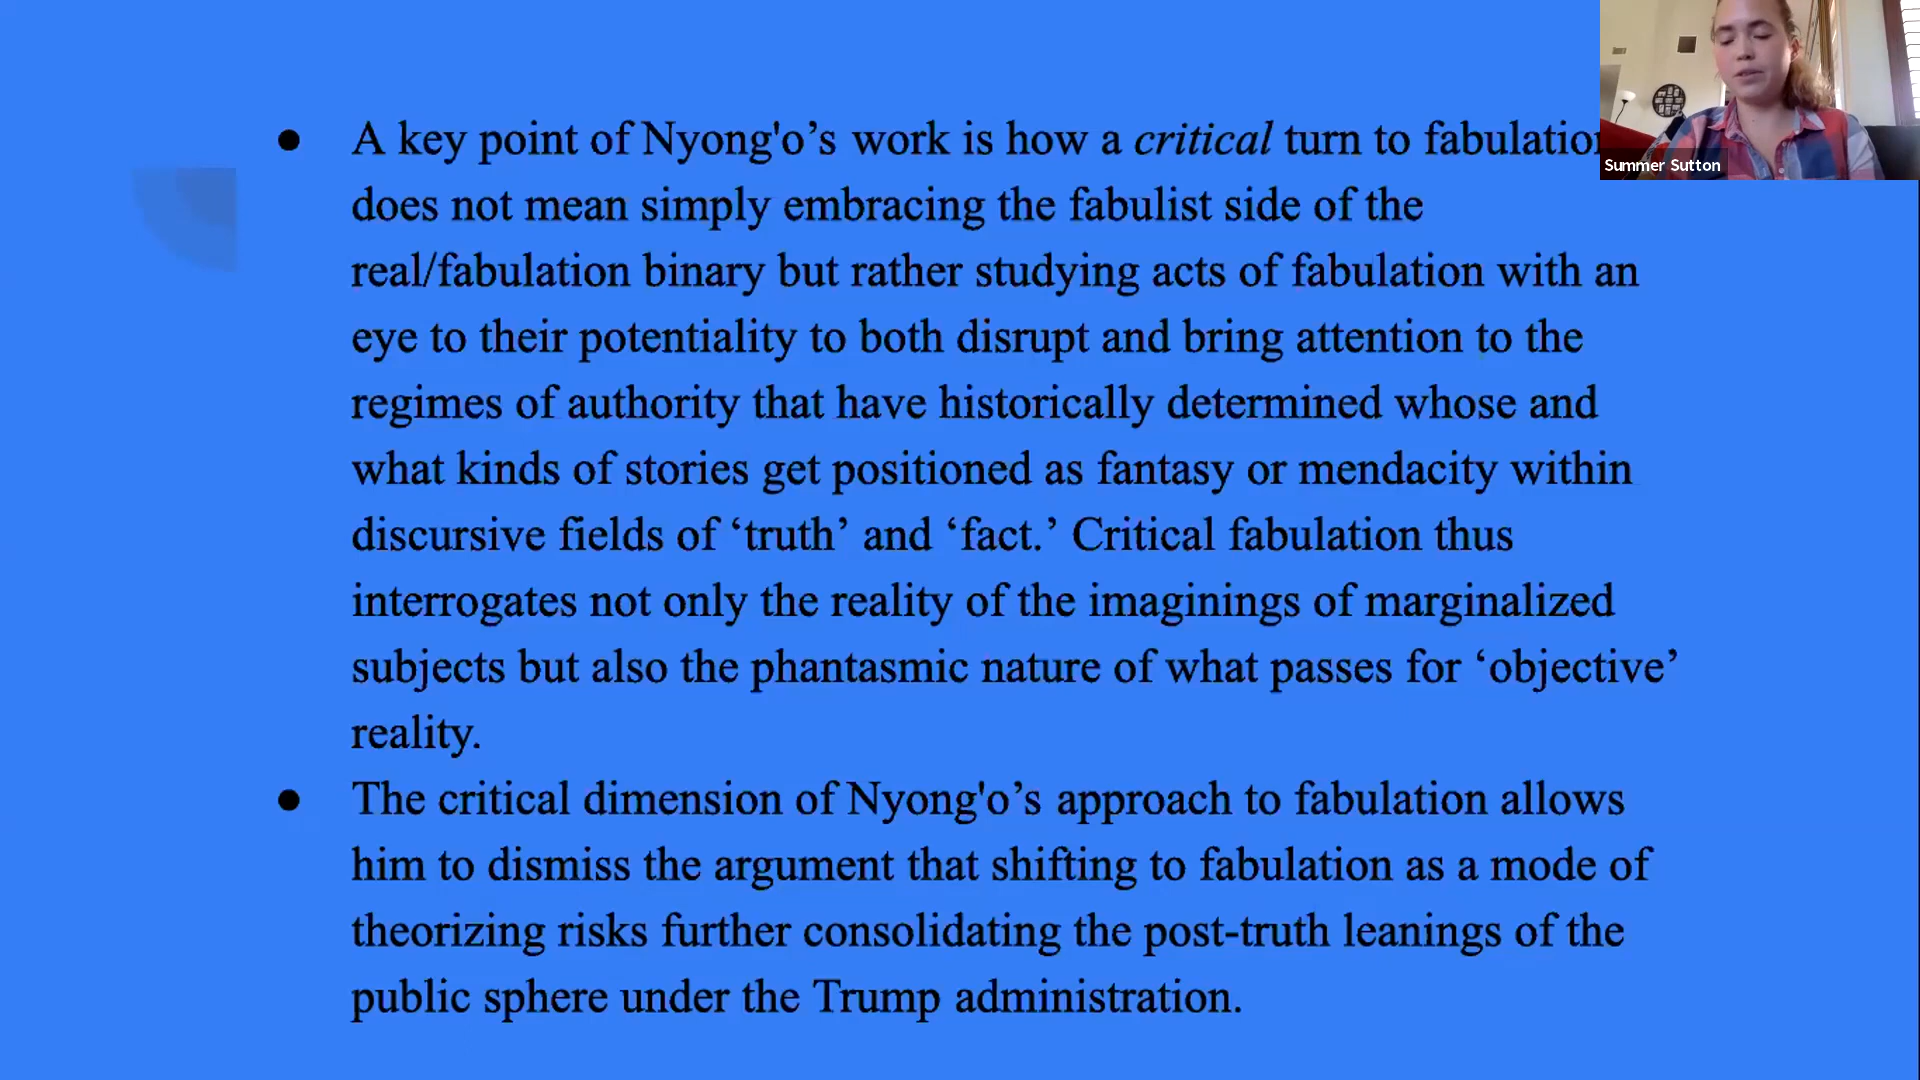 ● A key point of Nyong'o’s work is how a critical turn to fabulation
does not mean simply embracing the fabulist side of the
real/fabulation binary but rather studying acts of fabulation with an
eye to their potentiality to both disrupt and bring attention to the
regimes of authority that have historically determined whose and
what kinds of stories get positioned as fantasy or mendacity within
discursive fields of ‘truth’ and ‘fact.’ Critical fabulation thus
interrogates not only the reality of the imaginings of marginalized
subjects but also the phantasmic nature of what passes for ‘objective’
reality.
● The critical dimension of Nyong'o’s approach to fabulation allows
him to dismiss the argument that shifting to fabulation as a mode of
theorizing risks further consolidating the post-truth leanings of the
public sphere under the Trump administration.
Summer Sutton